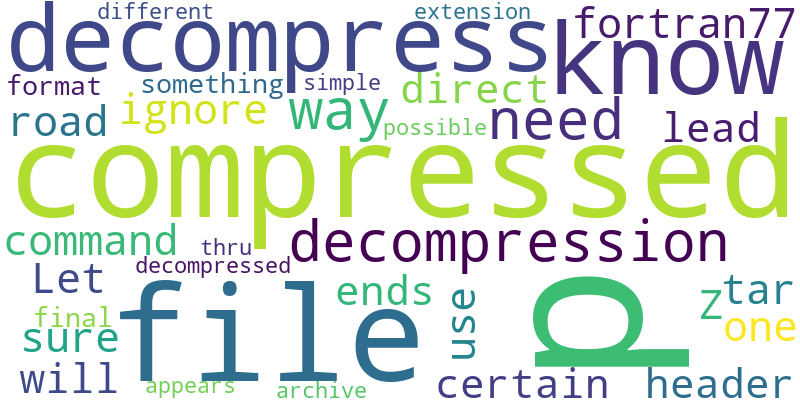 different extension
decompress know fortran77
format something simple direct
road ignore way possible need lead
compressed
command thru decompression
decompressed
Let file ends use p Z tar
final one
sure
will appears archive certain header